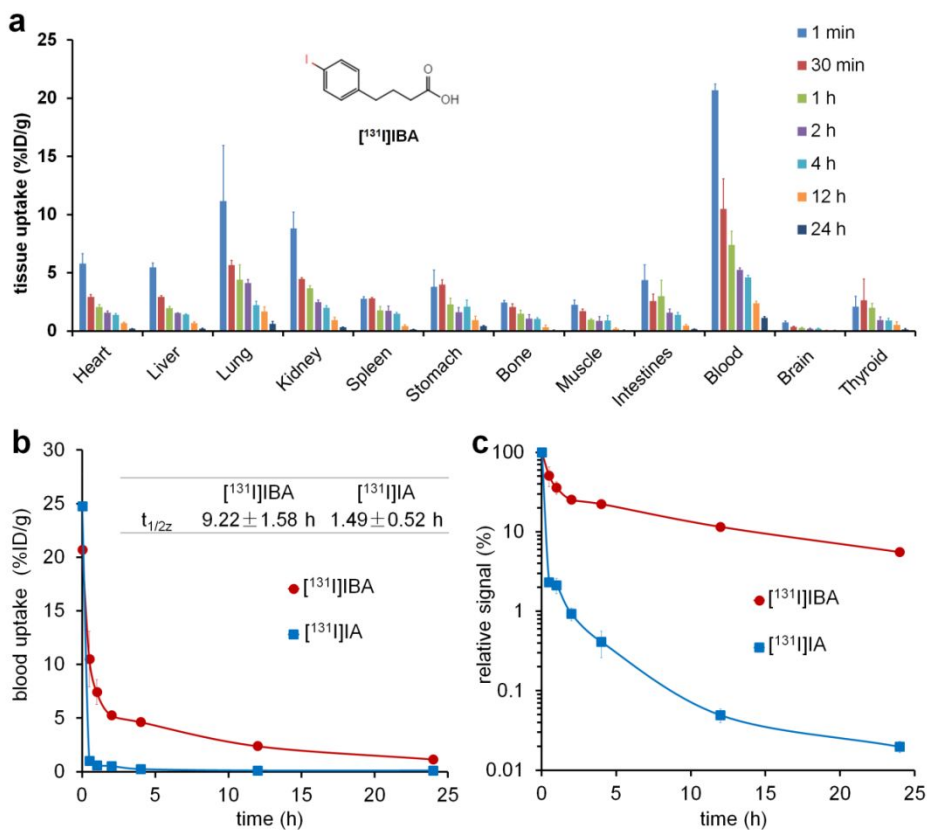 a
tissue uptake (%ID/g)
25
20
15
10
5
0
I
O
OH
[¹³¹I]IBA
1 min
30 min
1 h
2 h
4 h
12 h
24 h
Heart
Liver
Lung
Kidney
Spleen
Stomach
Bone
Muscle
Intestines
Blood
Brain
Thyroid
b
blood uptake (%ID/g)
30
25
20
15
10
5
0
[¹³¹I]IBA [¹³¹I]IA
t₁/₂z 9.22±1.58 h 1.49±0.52 h
[¹³¹I]IBA
[¹³¹I]IA
0 5 10 15 20 25
time (h)
c
relative signal (%)
100
10
1
0.1
0.01
[¹³¹I]IBA
[¹³¹I]IA
0 5 10 15 20 25
time (h)